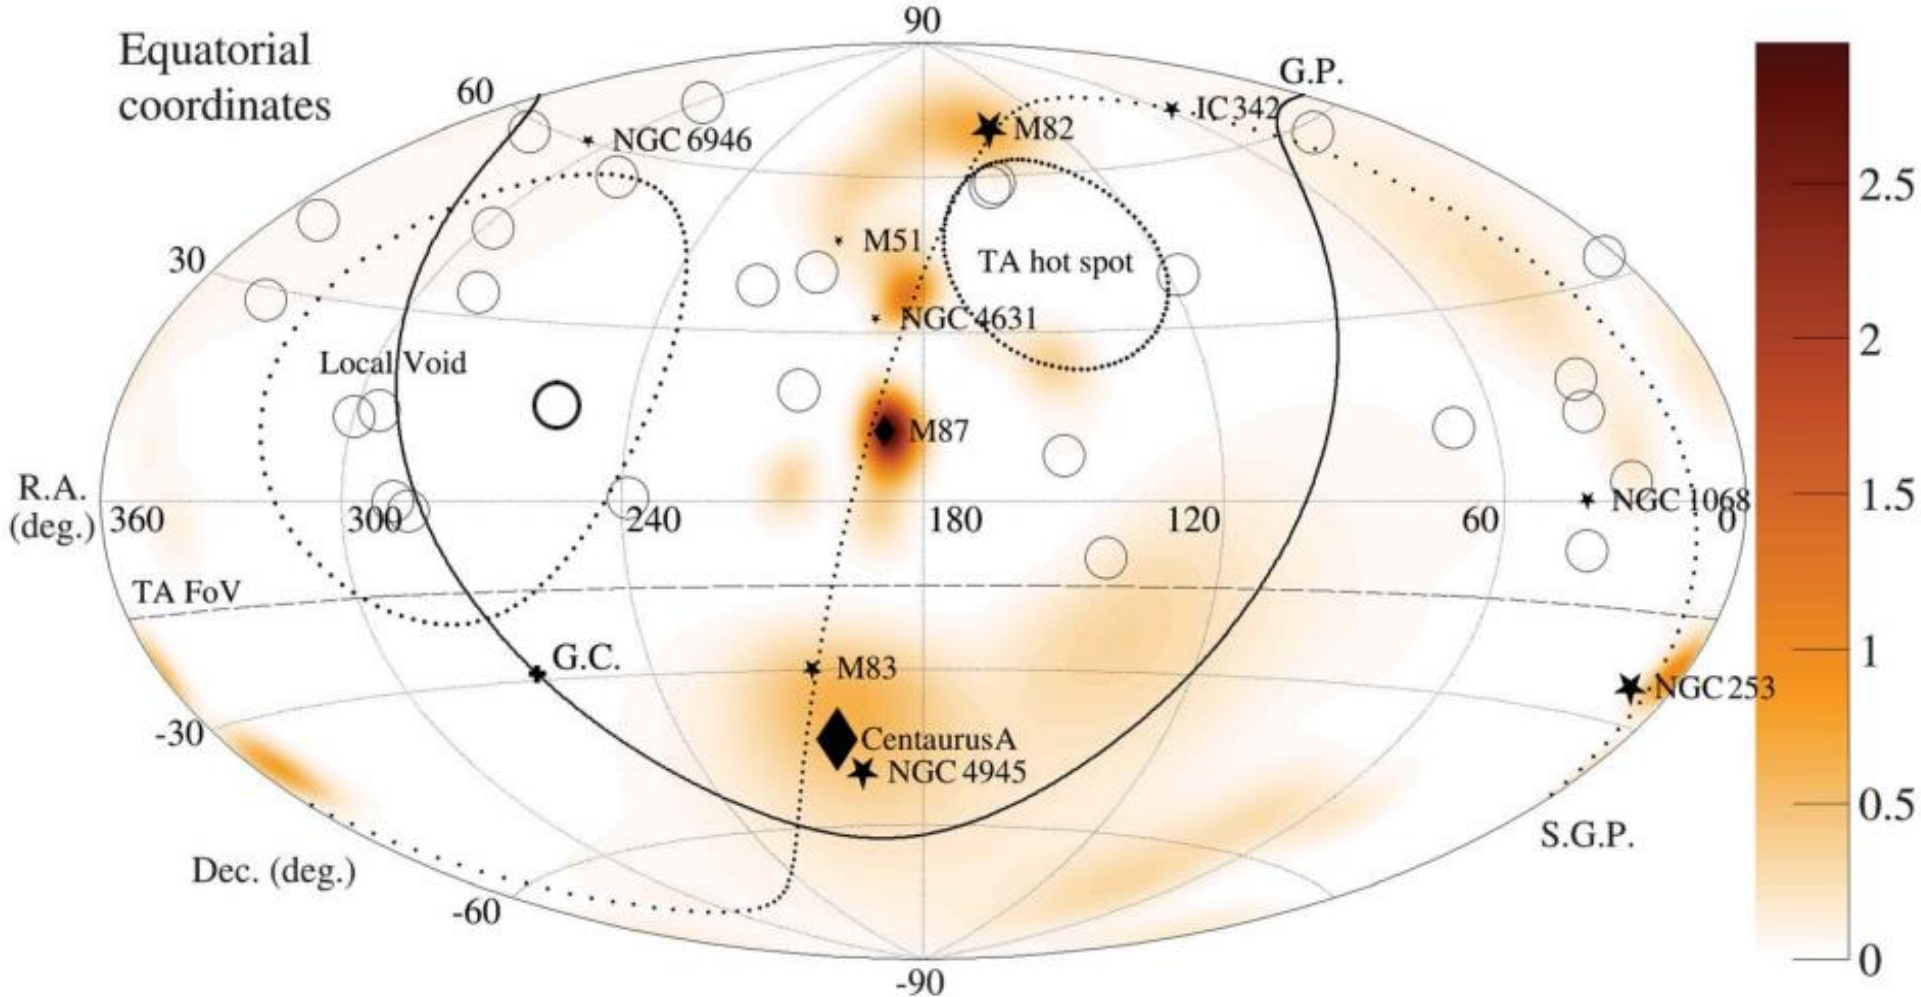 90
Equatorial
coordinates
G.P.
60
IC 342
M82
NGC 6946
2.5
M51
30
TA hot spot
NGC 4631
2
Local Void
M87
R.A.
(deg.)
360
300
240
180
120
60
0
NGC 1068
1.5
TA FoV
G.C.
M83
1
NGC 253
-30
Centaurus A
NGC 4945
0.5
S.G.P.
Dec. (deg.)
-60
0
-90